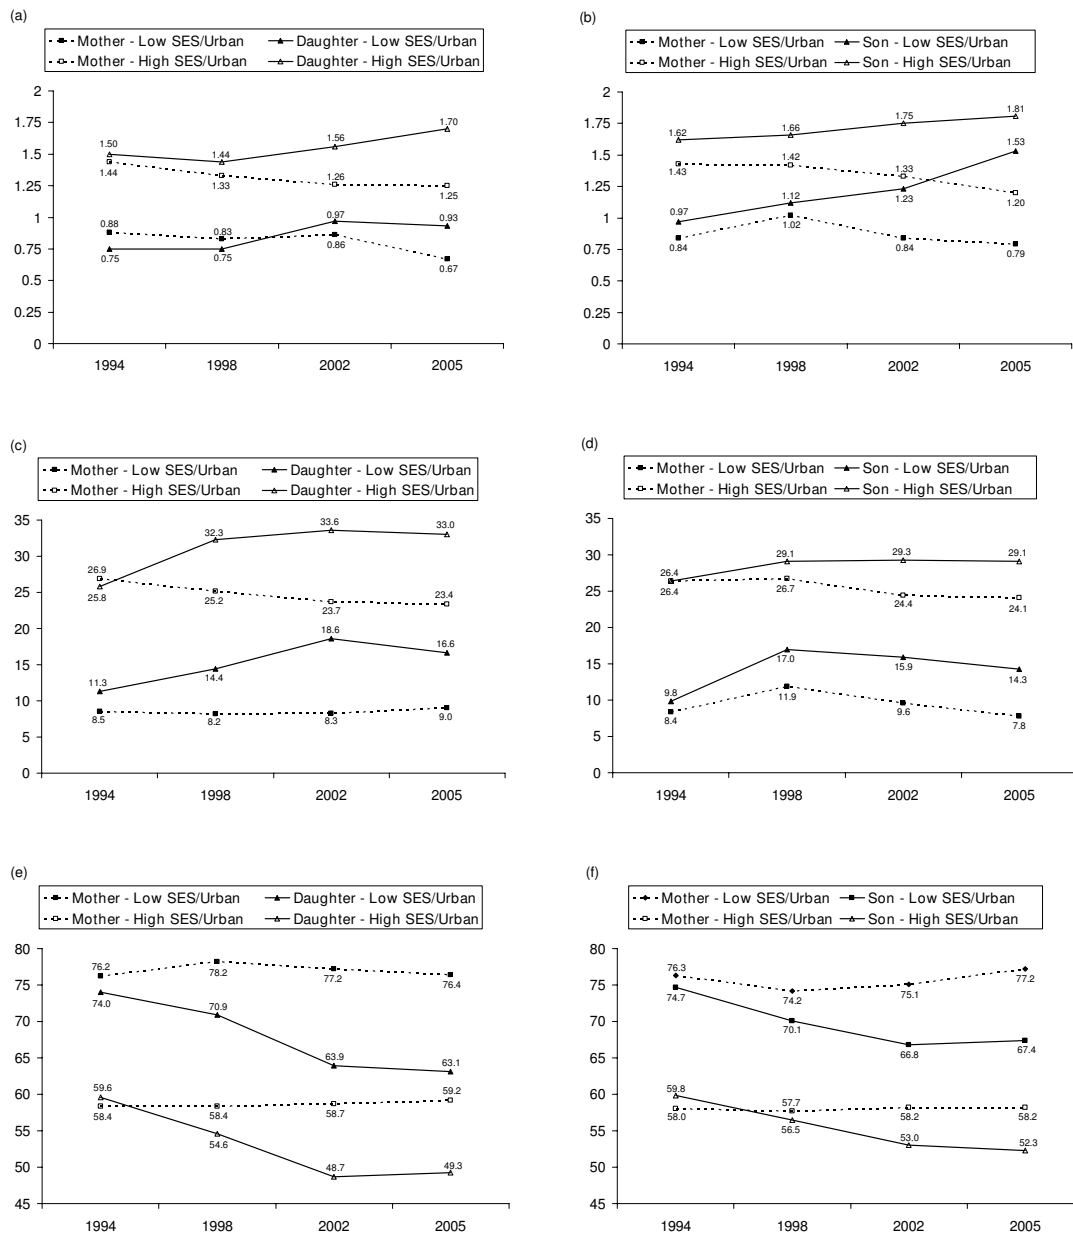 (a)
Mother - Low SES/Urban Daughter - Low SES/Urban
Mother - High SES/Urban Daughter - High SES/Urban
2
1.75
1.5
1.25
1
0.75
0.5
0.25
0
1.50 1.44 1.56 1.70
1.44 1.33 1.26 1.25
0.88 0.83 0.97 0.93
0.75 0.75 0.86 0.67
1994 1998 2002 2005
(b)
Mother - Low SES/Urban Son - Low SES/Urban
Mother - High SES/Urban Son - High SES/Urban
2
1.75
1.5
1.25
1
0.75
0.5
0.25
0
1.62 1.66 1.75 1.81
1.43 1.42 1.33 1.53
0.97 1.12 1.23 1.20
0.84 1.02 0.84 0.79
1994 1998 2002 2005
(c)
Mother - Low SES/Urban Daughter - Low SES/Urban
Mother - High SES/Urban Daughter - High SES/Urban
35
30
25
20
15
10
5
0
26.9 32.3 33.6 33.0
25.8 25.2 23.7 23.4
11.3 14.4 18.6 16.6
8.5 8.2 8.3 9.0
1994 1998 2002 2005
(d)
Mother - Low SES/Urban Son - Low SES/Urban
Mother - High SES/Urban Son - High SES/Urban
35
30
25
20
15
10
5
0
26.4 29.1 29.3 29.1
26.4 26.7 24.4 24.1
9.8 17.0 15.9 14.3
8.4 11.9 9.6 7.8
1994 1998 2002 2005
(e)
Mother - Low SES/Urban Daughter - Low SES/Urban
Mother - High SES/Urban Daughter - High SES/Urban
80
75
70
65
60
55
50
45
76.2 78.2 77.2 76.4
74.0 70.9 63.9 63.1
59.6 58.4 58.7 59.2
58.4 54.6 48.7 49.3
1994 1998 2002 2005
(f)
Mother - Low SES/Urban Son - Low SES/Urban
Mother - High SES/Urban Son - High SES/Urban
80
75
70
65
60
55
50
45
76.3 74.2 75.1 77.2
74.7 70.1 66.8 67.4
59.8 57.7 58.2 58.2
58.0 56.5 53.0 52.3
1994 1998 2002 2005